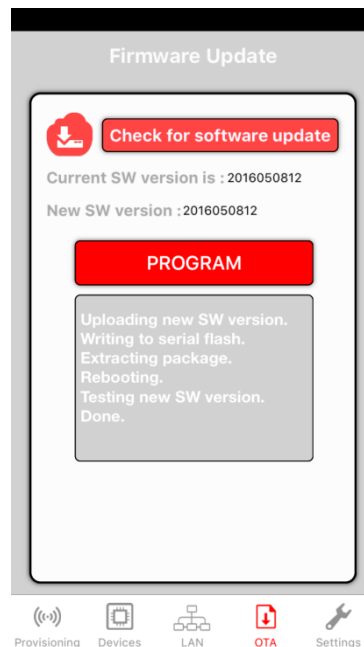 Firmware Update
Check for software update
Current SW version is : 2016050812
New SW version : 2016050812
PROGRAM
Uploading new SW version.
Writing to serial flash.
Extracting package.
Rebooting.
Testing new SW version.
Done.
Provisioning Devices LAN OTA Settings